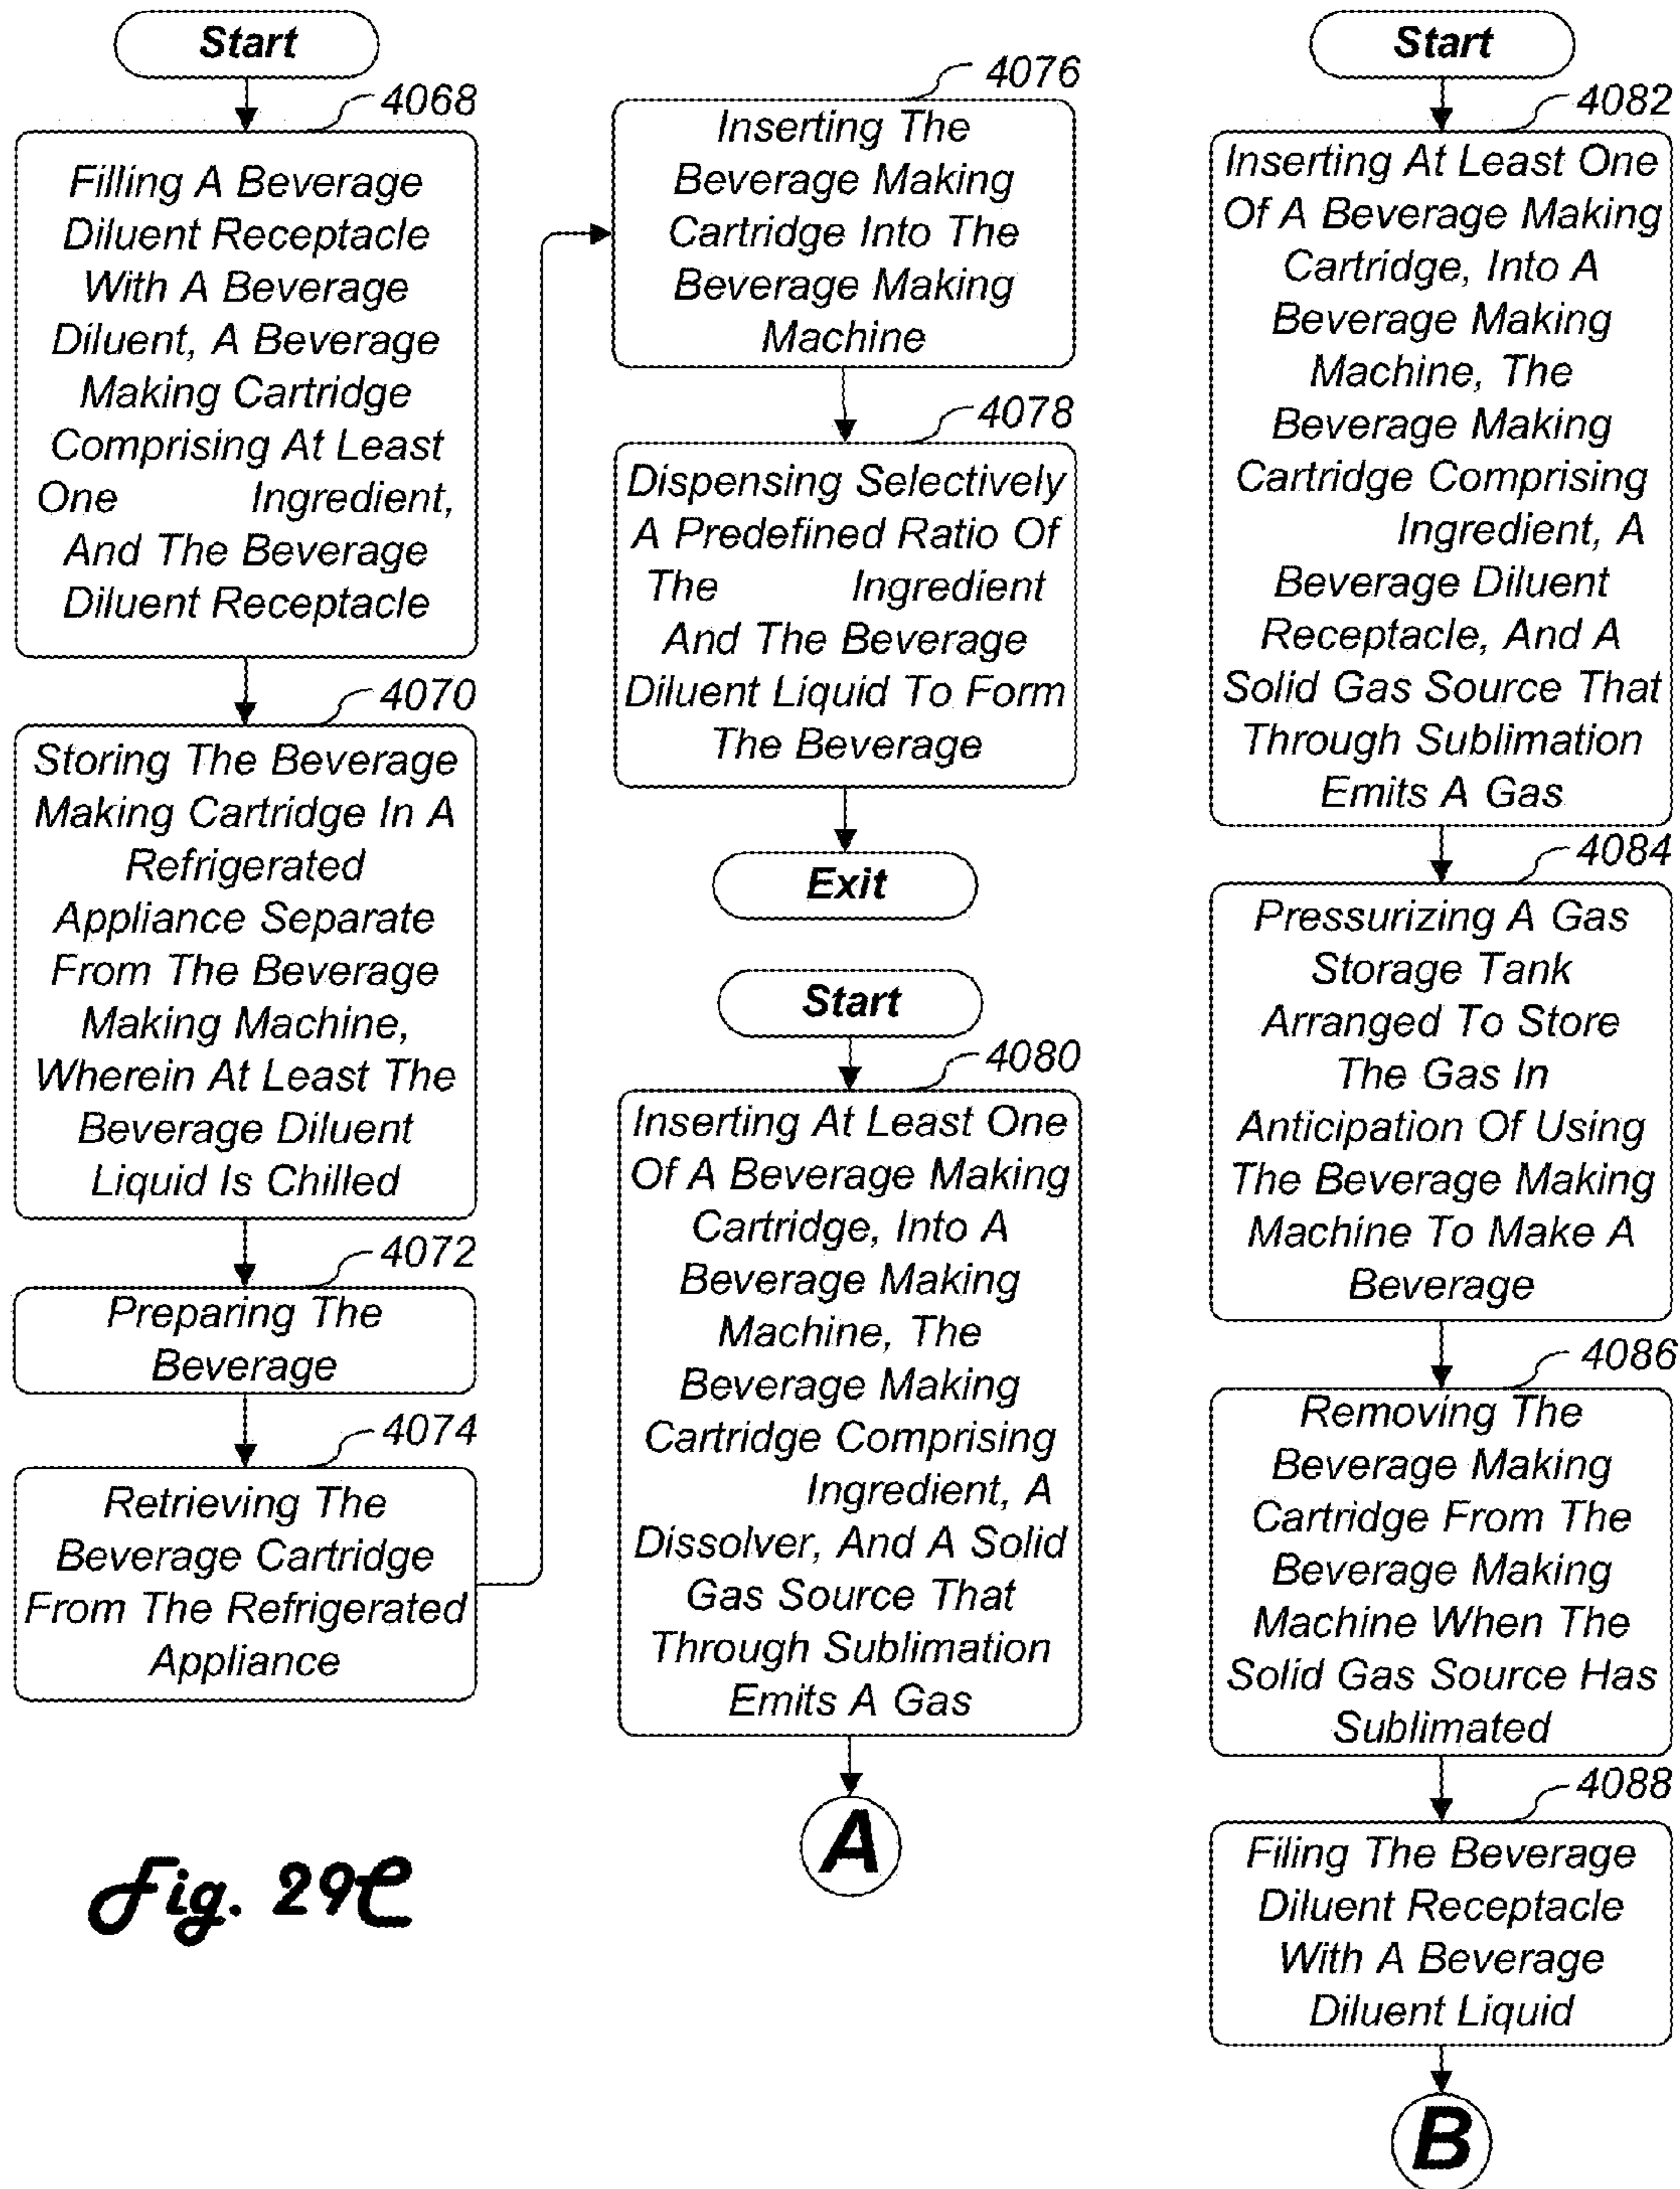 Start
4068
Filling A Beverage
Diluent Receptacle
With A Beverage
Diluent, A Beverage
Making Cartridge
Comprising At Least
One Ingredient,
And The Beverage
Diluent Receptacle
4070
Storing The Beverage
Making Cartridge In A
Refrigerated
Appliance Separate
From The Beverage
Making Machine,
Wherein At Least The
Beverage Diluent
Liquid Is Chilled
4072
Preparing The
Beverage
4074
Retrieving The
Beverage Cartridge
From The Refrigerated
Appliance
4076
Inserting The
Beverage Making
Cartridge Into The
Beverage Making
Machine
4078
Dispensing Selectively
A Predefined Ratio Of
The Ingredient
And The Beverage
Diluent Liquid To Form
The Beverage
Exit
Start
4080
Inserting At Least One
Of A Beverage Making
Cartridge, Into A
Beverage Making
Machine, The
Beverage Making
Cartridge Comprising
Ingredient, A
Dissolver, And A Solid
Gas Source That
Through Sublimation
Emits A Gas
A
Start
4082
Inserting At Least One
Of A Beverage Making
Cartridge, Into A
Beverage Making
Machine, The
Beverage Making
Cartridge Comprising
Ingredient, A
Beverage Diluent
Receptacle, And A
Solid Gas Source That
Through Sublimation
Emits A Gas
4084
Pressurizing A Gas
Storage Tank
Arranged To Store
The Gas In
Anticipation Of Using
The Beverage Making
Machine To Make A
Beverage
4086
Removing The
Beverage Making
Cartridge From The
Beverage Making
Machine When The
Solid Gas Source Has
Sublimated
4088
Filing The Beverage
Diluent Receptacle
With A Beverage
Diluent Liquid
B
Fig. 29C